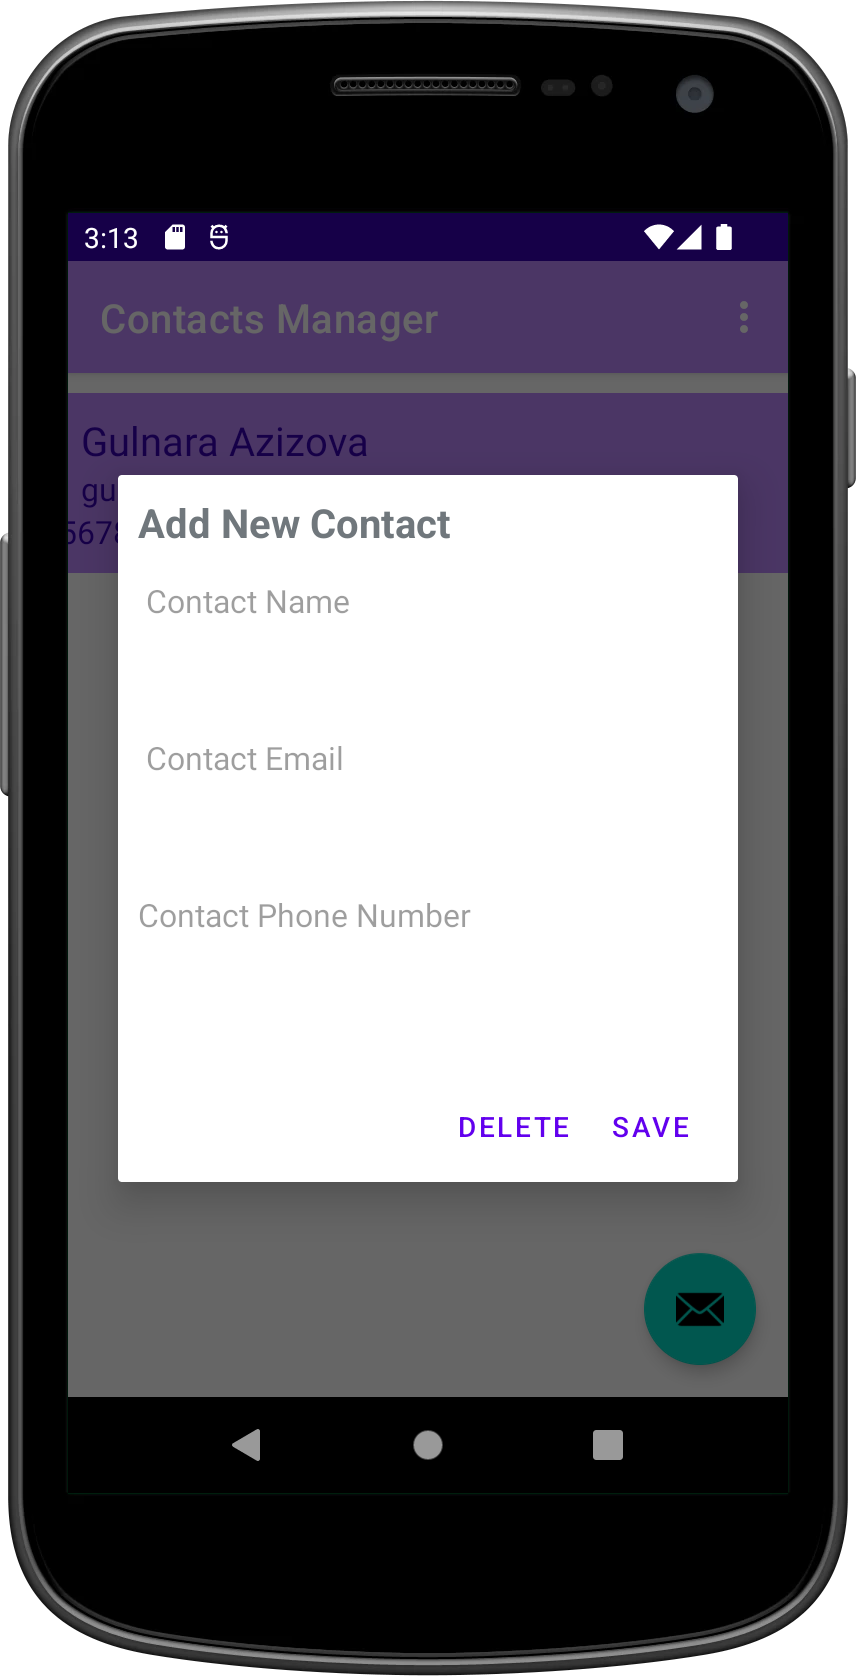 3:13
Contacts Manager
Gulnara Azizova
gu
5678
Add New Contact
Contact Name
Contact Email
Contact Phone Number
DELETE SAVE